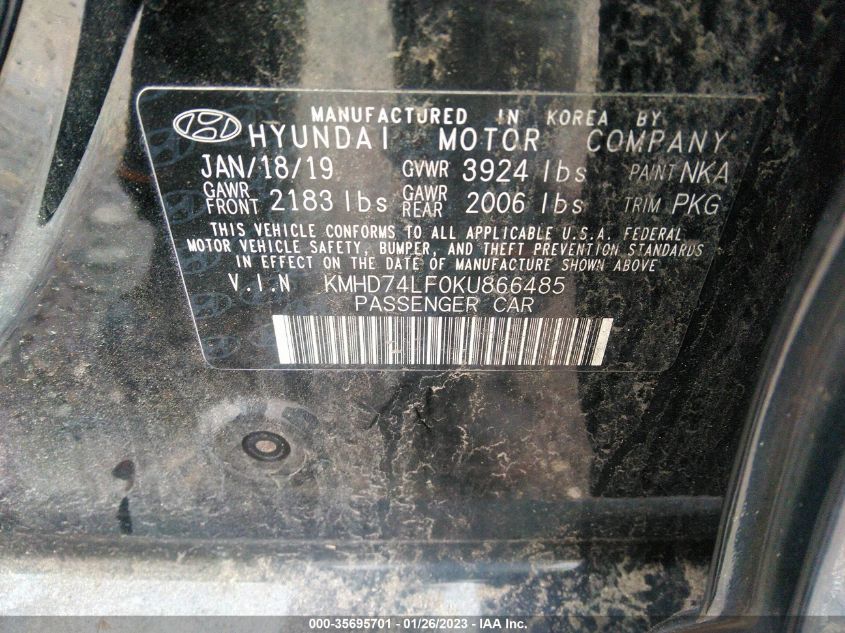 MANUFACTURED IN KOREA BY
HYUNDAI MOTOR COMPANY
JAN/18/19 GVWR 3924 lbs PAINT NKA
GAWR FRONT 2183 lbs GAWR REAR 2006 lbs TRIM PKG
THIS VEHICLE CONFORMS TO ALL APPLICABLE U.S.A. FEDERAL
MOTOR VEHICLE SAFETY, BUMPER, AND THEFT PREVENTION STANDARDS
IN EFFECT ON THE DATE OF MANUFACTURE SHOWN ABOVE
V.I.N KMHD74LF0KU866485
PASSENGER CAR
000-35695701 - 01/26/2023 - IAA Inc.